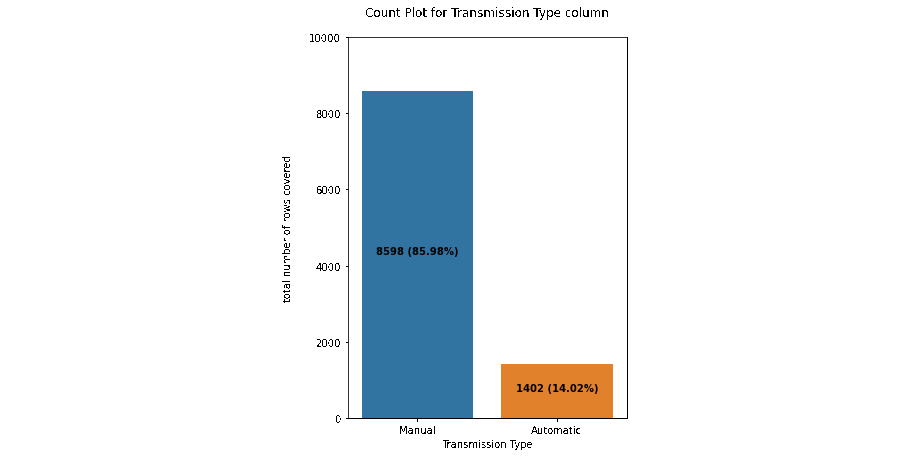 Count Plot for Transmission Type column
10000
8000
6000
4000
2000
0
total number of rows covered
8598 (85.98%)
1402 (14.02%)
Manual
Automatic
Transmission Type